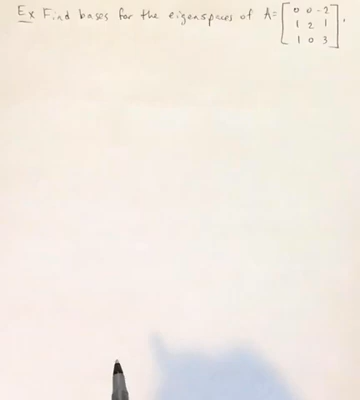 Ex Find bases for the eigenspaces of A= [ 0 0 -2
1 2 1
1 0 3 ].